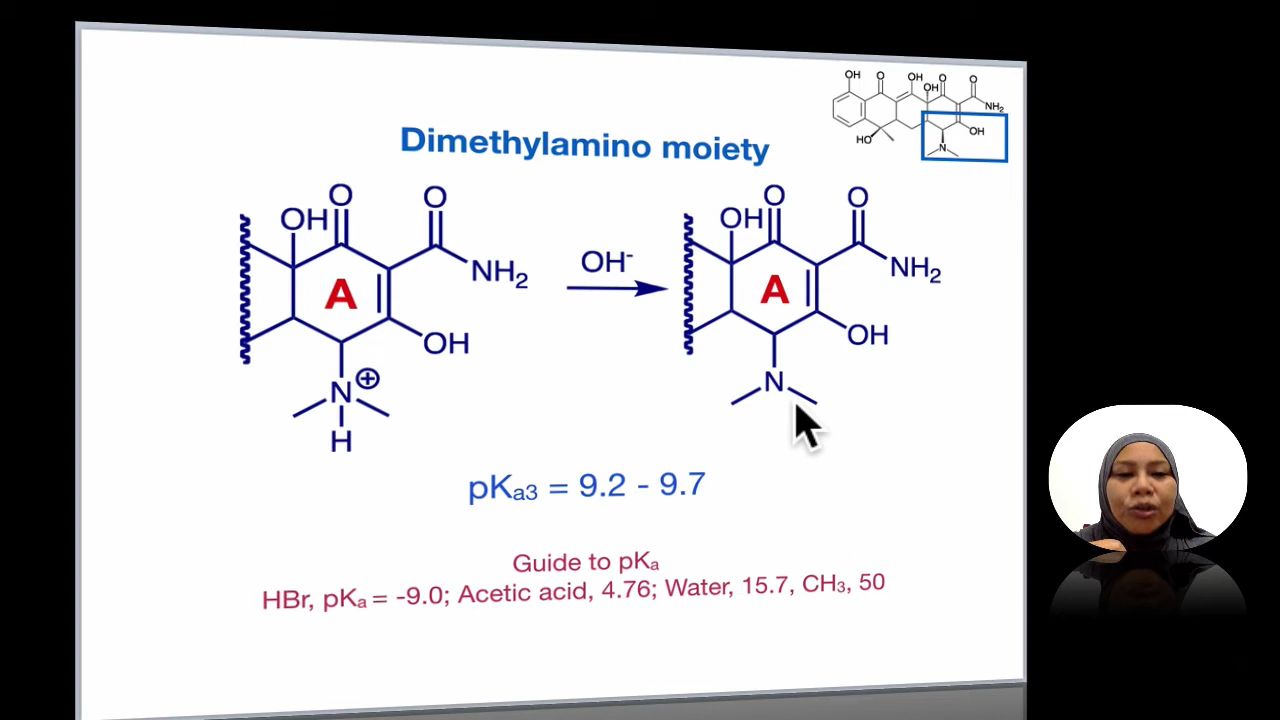 OH O OH OH O O
NH2
HO N OH
Dimethylamino moiety
OH O O
A
NH2
OH
N ⊕
H
OH-
OH O O
A
NH2
OH
N
pKa3 = 9.2 - 9.7
Guide to pKa
HBr, pKa = -9.0; Acetic acid, 4.76; Water, 15.7, CH3, 50